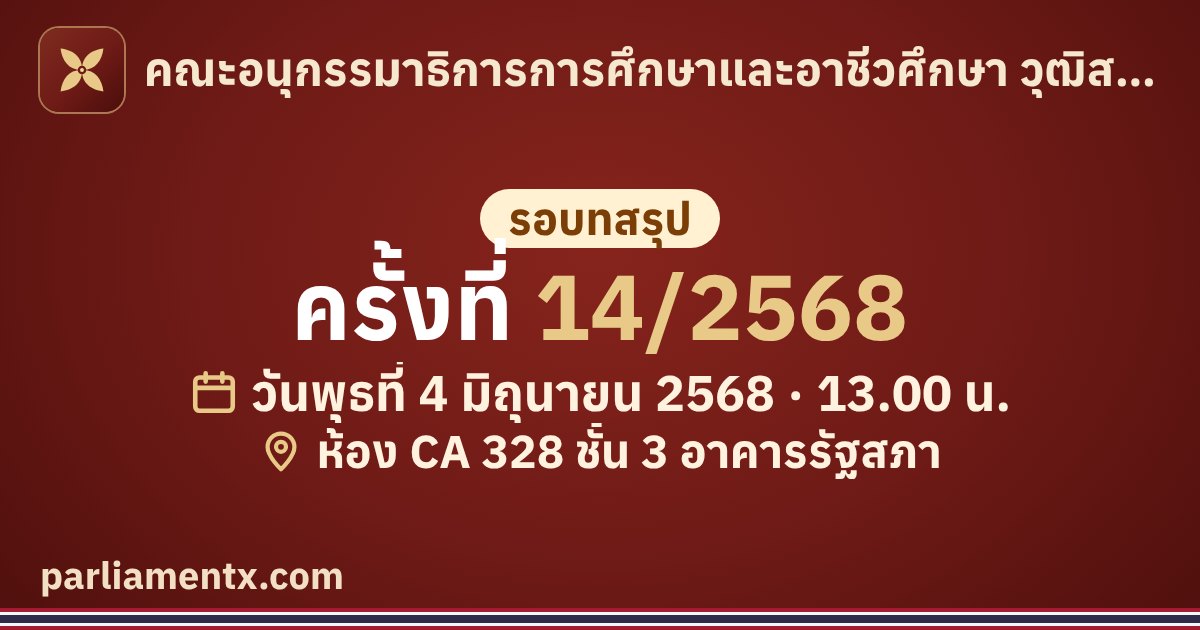 คณะอนุกรรมาธิการการศึกษาและอาชีวศึกษา วุฒิส...
รอบทสรุป
ครั้งที่ 14/2568
วันพุธที่ 4 มิถุนายน 2568 · 13.00 น.
ห้อง CA 328 ชั้น 3 อาคารรัฐสภา
parliamentx.com